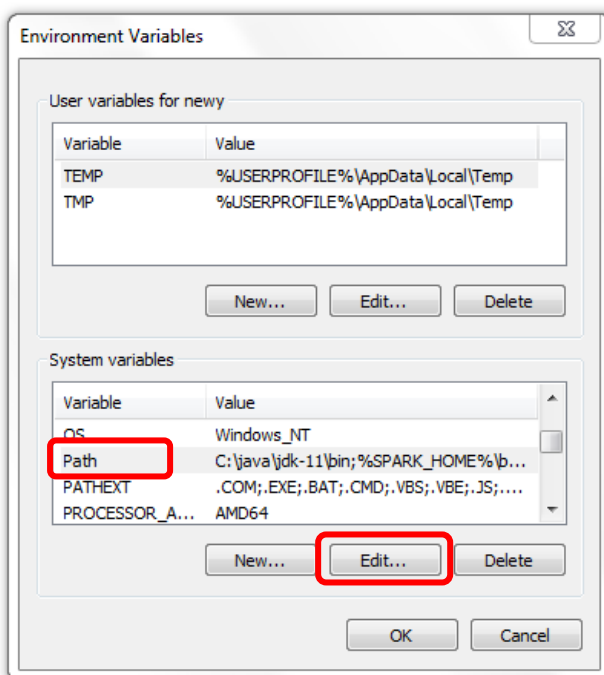 Environment Variables
User variables for newy
Variable Value
TEMP %USERPROFILE%\AppData\Local\Temp
TMP %USERPROFILE%\AppData\Local\Temp
New... Edit... Delete
System variables
Variable Value
OS Windows_NT
Path C:\java\jdk-11\bin;%SPARK_HOME%\b...
PATHEXT .COM;.EXE;.BAT;.CMD;.VBS;.VBE;.JS;....
PROCESSOR_A... AMD64
New... Edit... Delete
OK Cancel